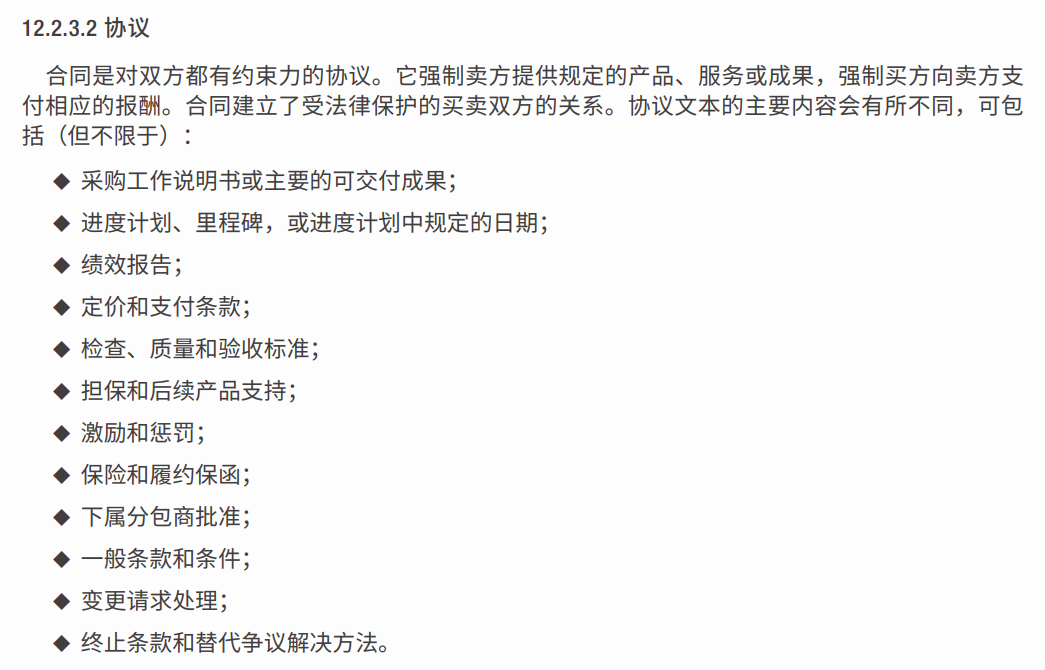 12.2.3.2 协议
合同是对双方都有约束力的协议。它强制卖方提供规定的产品、服务或成果，强制买方向卖方支
付相应的报酬。合同建立了受法律保护的买卖双方的关系。协议文本的主要内容会有所不同，可包
括（但不限于）：
◆ 采购工作说明书或主要的可交付成果；
◆ 进度计划、里程碑，或进度计划中规定的日期；
◆ 绩效报告；
◆ 定价和支付条款；
◆ 检查、质量和验收标准；
◆ 担保和后续产品支持；
◆ 激励和惩罚；
◆ 保险和履约保函；
◆ 下属分包商批准；
◆ 一般条款和条件；
◆ 变更请求处理；
◆ 终止条款和替代争议解决方法。